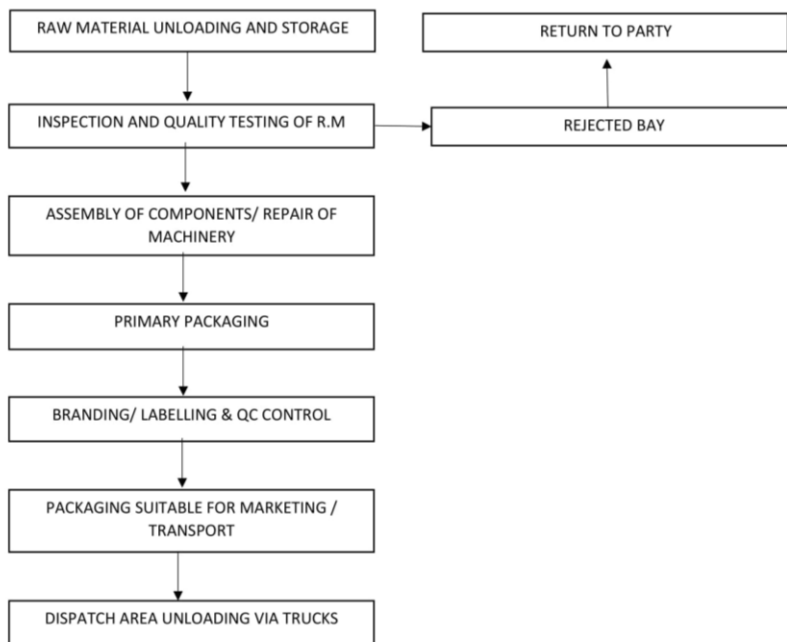 RAW MATERIAL UNLOADING AND STORAGE
RETURN TO PARTY
INSPECTION AND QUALITY TESTING OF R.M
REJECTED BAY
ASSEMBLY OF COMPONENTS/ REPAIR OF
MACHINERY
PRIMARY PACKAGING
BRANDING/ LABELLING & QC CONTROL
PACKAGING SUITABLE FOR MARKETING /
TRANSPORT
DISPATCH AREA UNLOADING VIA TRUCKS